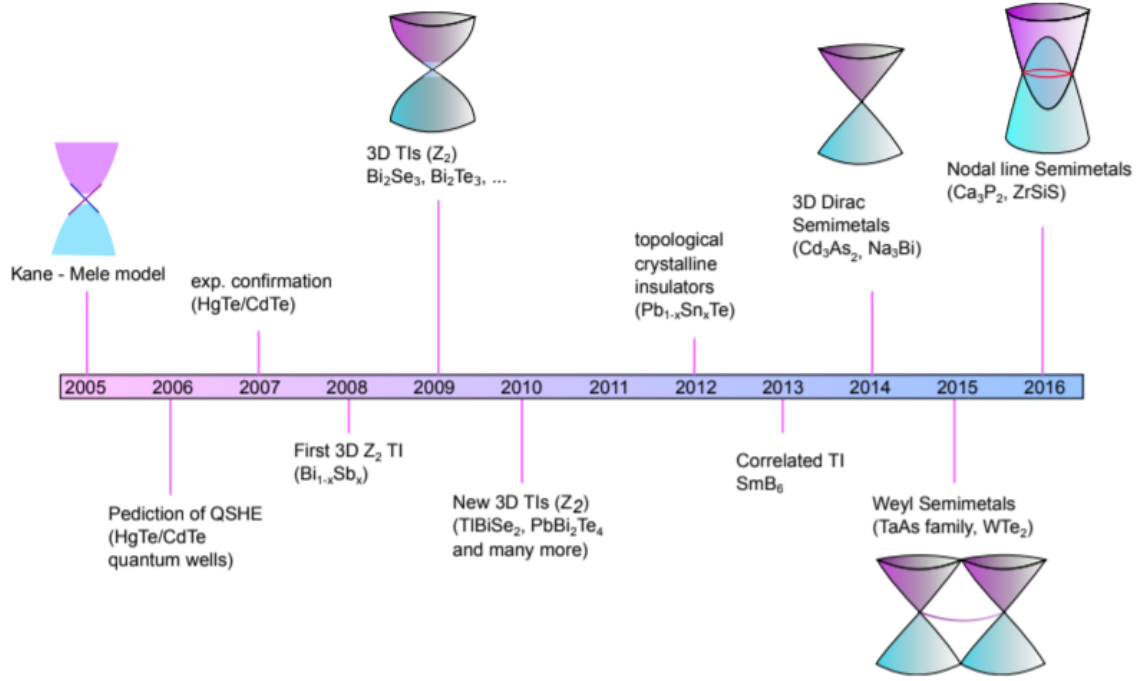 3D TIs (Z₂)
Bi₂Se₃, Bi₂Te₃, ...
Nodal line Semimetals
(Ca₃P₂, ZrSiS)
3D Dirac
Semimetals
(Cd₃As₂, Na₃Bi)
topological
crystalline
insulators
(Pb₁₋ₓSnₓTe)
Kane - Mele model
exp. confirmation
(HgTe/CdTe)
2005 2006 2007 2008 2009 2010 2011 2012 2013 2014 2015 2016
First 3D Z₂ TI
(Bi₁₋ₓSbₓ)
Correlated TI
SmB₆
Pediction of QSHE
(HgTe/CdTe
quantum wells)
New 3D TIs (Z₂)
(TlBiSe₂, PbBi₂Te₄
and many more)
Weyl Semimetals
(TaAs family, WTe₂)